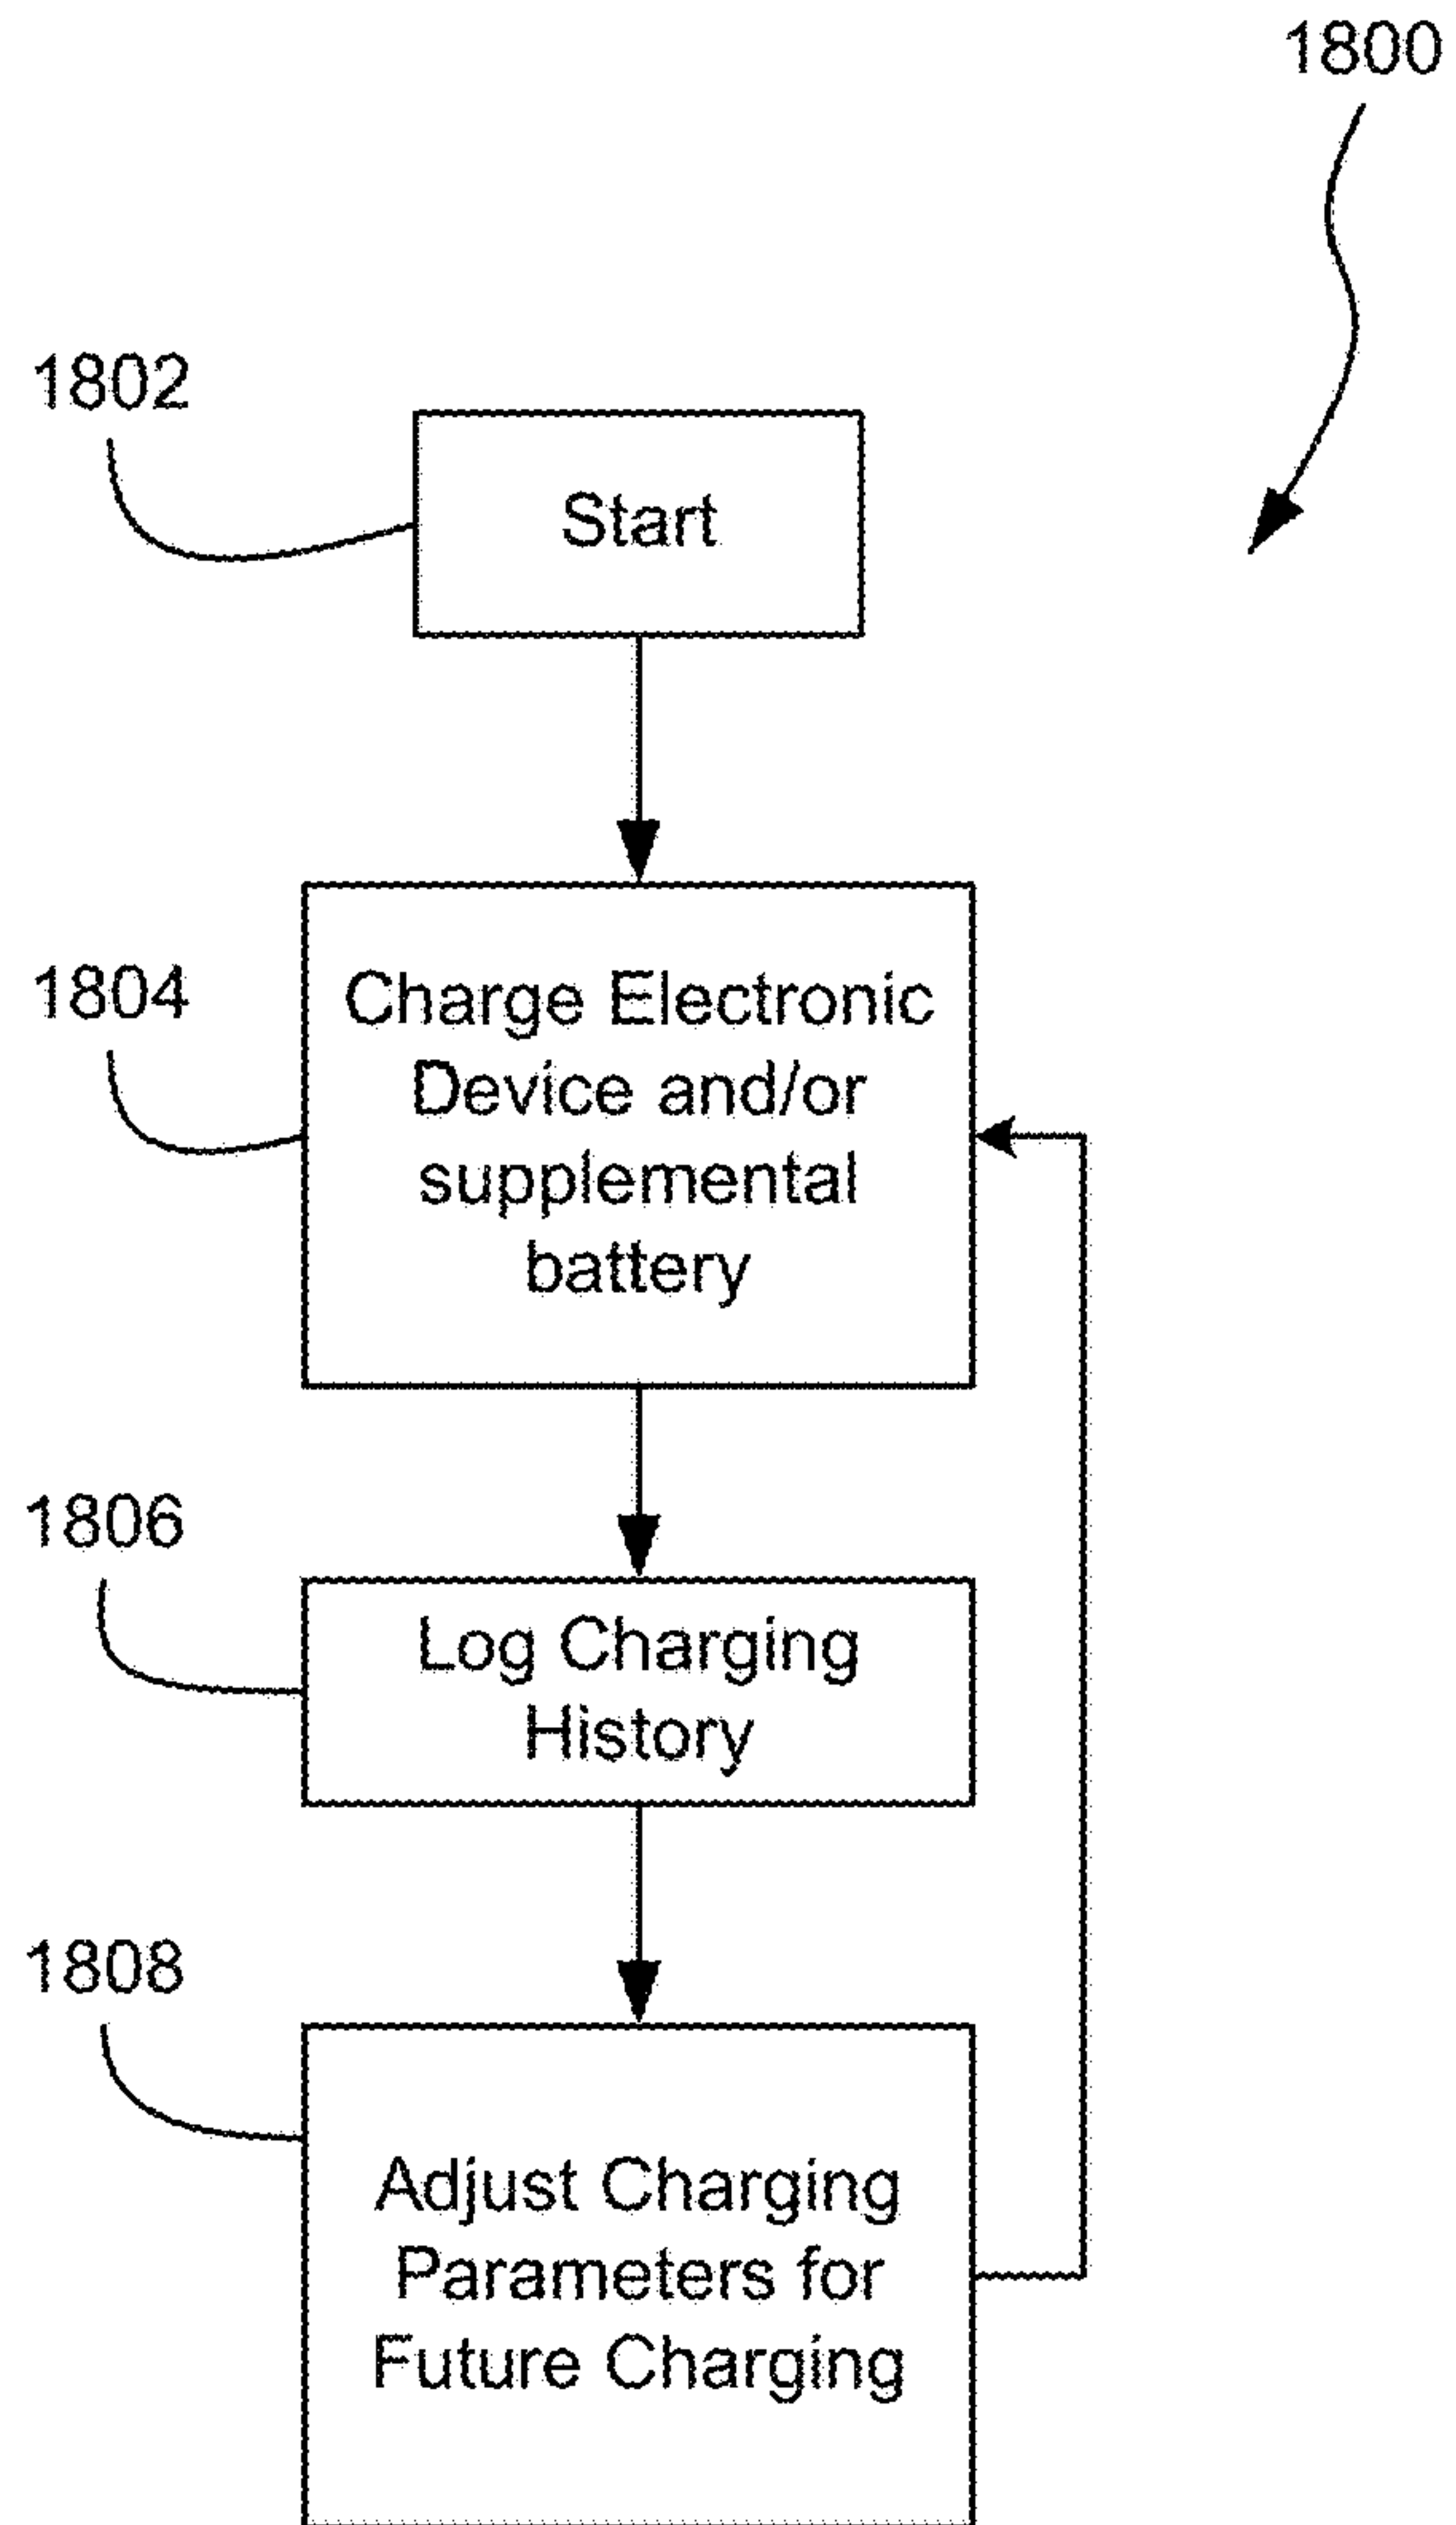 1800
1802
Start
1804
Charge Electronic
Device and/or
supplemental
battery
1806
Log Charging
History
1808
Adjust Charging
Parameters for
Future Charging